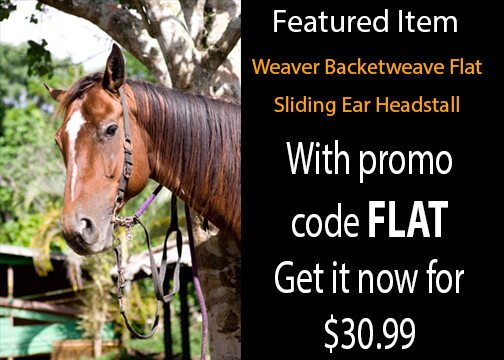 Featured Item
Weaver Backetweave Flat
Sliding Ear Headstall
With promo
code FLAT
Get it now for
$30.99